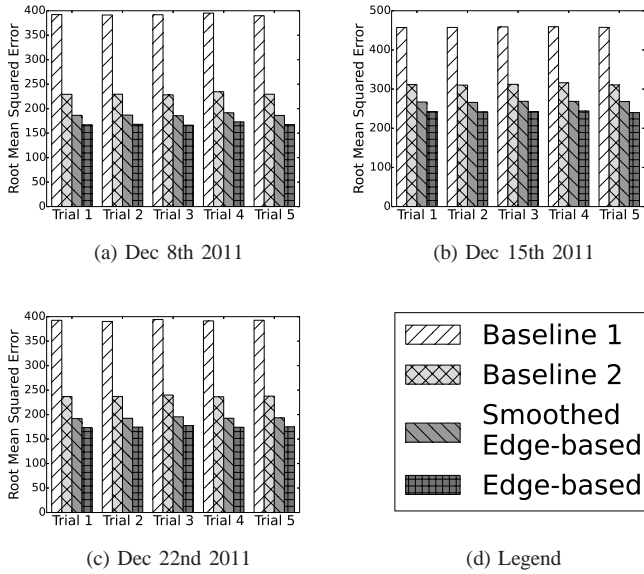 400
350
300
250
200
150
100
50
0
Root Mean Squared Error
Trial 1 Trial 2 Trial 3 Trial 4 Trial 5
(a) Dec 8th 2011
500
400
300
200
100
0
Root Mean Squared Error
Trial 1 Trial 2 Trial 3 Trial 4 Trial 5
(b) Dec 15th 2011
400
350
300
250
200
150
100
50
0
Root Mean Squared Error
Trial 1 Trial 2 Trial 3 Trial 4 Trial 5
(c) Dec 22nd 2011
Baseline 1
Baseline 2
Smoothed
Edge-based
Edge-based
(d) Legend